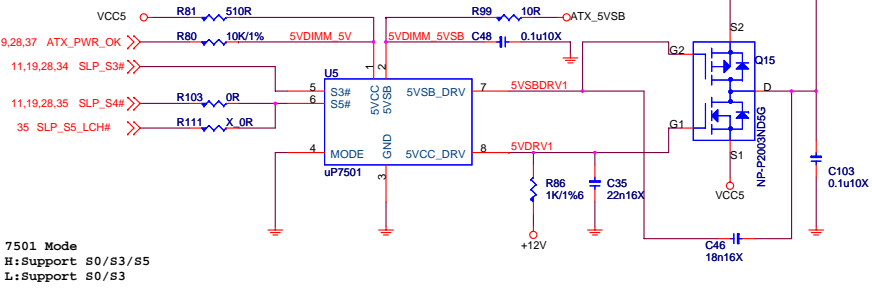 VCC5 R81 510R R99 10R ATX_5VSB
9,28,37 ATX_PWR_OK R80 10K/1% 5VDIMM_5V 5VDIMM_5VSB C48 0.1u10X S2
11,19,28,34 SLP_S3# G2 Q15
1 2
U5
5 S3# 5VCC 5VSB 5VSB_DRV 7 5VSBDRV1 D
11,19,28,35 SLP_S4# R103 0R 6 S5#
35 SLP_S5_LCH# R111 X_0R G1
4 MODE GND 5VCC_DRV 8 5VDRV1 S1
uP7501 3 NP-P2003ND5G
R86 1K/1%6
C35 22n16X
C103 0.1u10X
VCC5
+12V
C46
18n16X
7501 Mode
H:Support S0/S3/S5
L:Support S0/S3